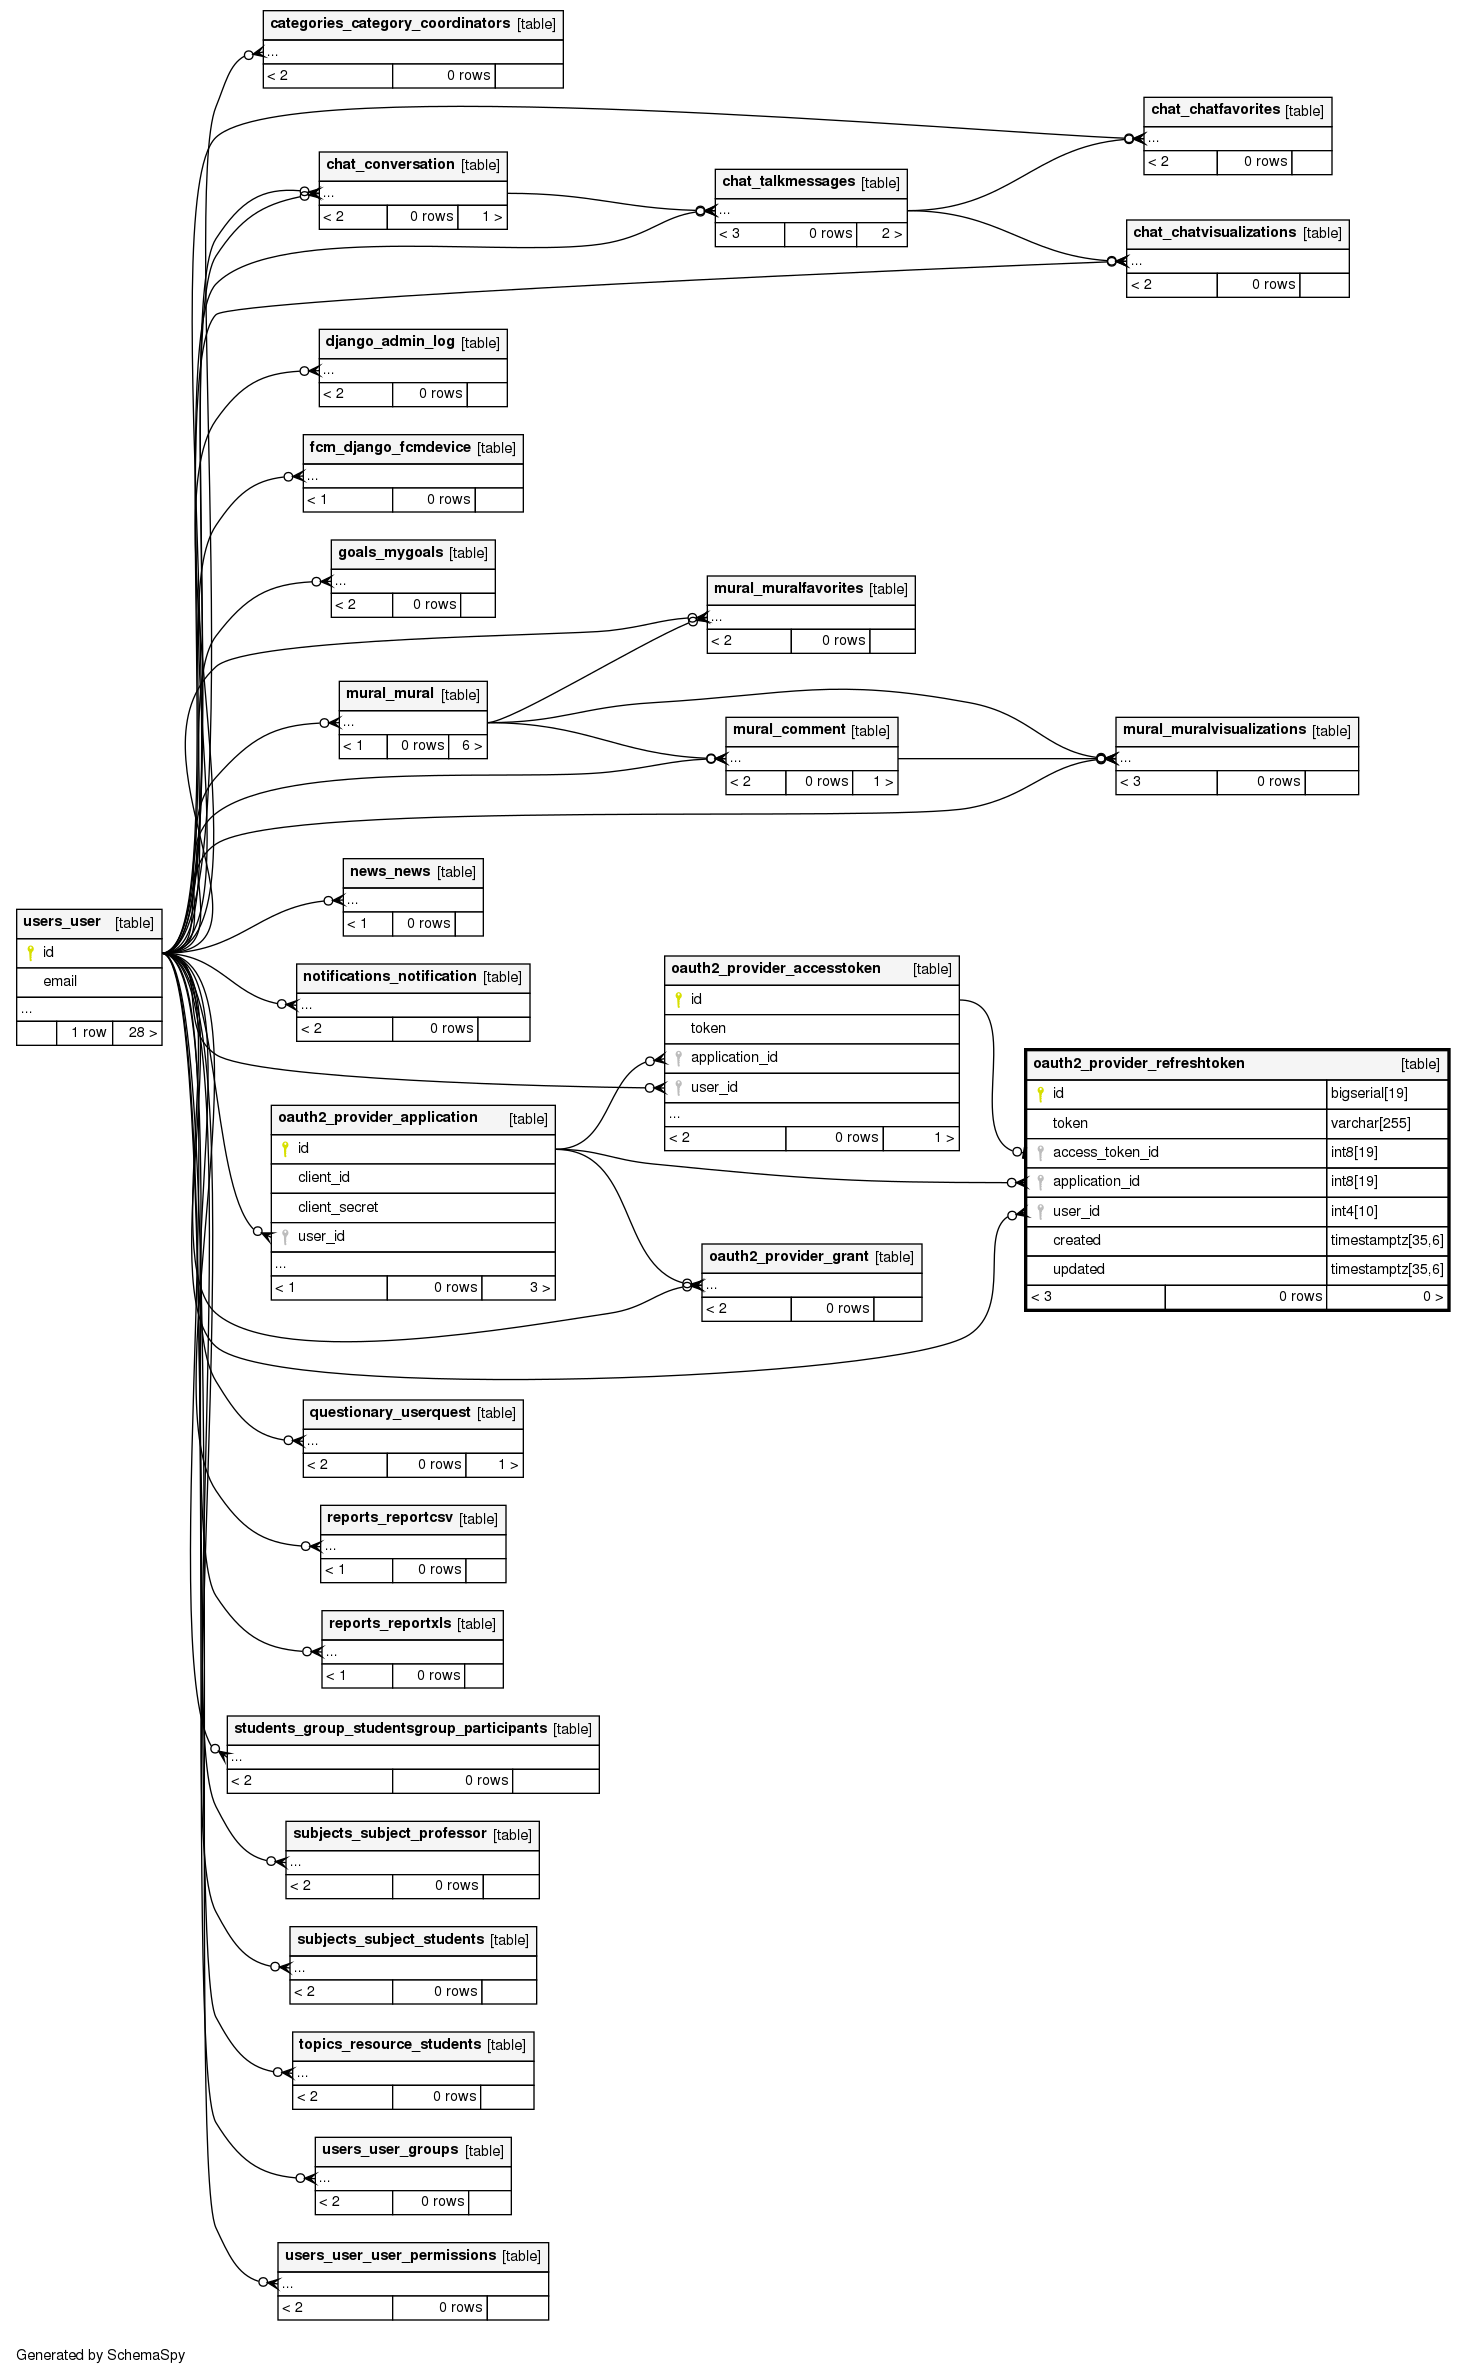 categories_category_coordinators [table]
...
< 2 0 rows
chat_chatfavorites [table]
...
< 2 0 rows
chat_conversation [table]
...
< 2 0 rows 1 >
chat_talkmessages [table]
...
< 3 0 rows 2 >
chat_chatvisualizations [table]
...
< 2 0 rows
django_admin_log [table]
...
< 2 0 rows
fcm_django_fcmdevice [table]
...
< 1 0 rows
goals_mygoals [table]
...
< 2 0 rows
mural_muralfavorites [table]
...
< 2 0 rows
mural_mural [table]
...
< 1 0 rows 6 >
mural_comment [table]
...
< 2 0 rows 1 >
mural_muralvisualizations [table]
...
< 3 0 rows
news_news [table]
...
< 1 0 rows
users_user [table]
id
email
...
1 row 28 >
notifications_notification [table]
...
< 2 0 rows
oauth2_provider_accesstoken [table]
id
token
application_id
user_id
...
< 2 0 rows 1 >
oauth2_provider_refreshtoken [table]
id bigserial[19]
token varchar[255]
access_token_id int8[19]
application_id int8[19]
user_id int4[10]
created timestamptz[35,6]
updated timestamptz[35,6]
< 3 0 rows 0 >
oauth2_provider_application [table]
id
client_id
client_secret
user_id
...
< 1 0 rows 3 >
oauth2_provider_grant [table]
...
< 2 0 rows
questionary_userquest [table]
...
< 2 0 rows 1 >
reports_reportcsv [table]
...
< 1 0 rows
reports_reportxls [table]
...
< 1 0 rows
students_group_studentsgroup_participants [table]
...
< 2 0 rows
subjects_subject_professor [table]
...
< 2 0 rows
subjects_subject_students [table]
...
< 2 0 rows
topics_resource_students [table]
...
< 2 0 rows
users_user_groups [table]
...
< 2 0 rows
users_user_user_permissions [table]
...
< 2 0 rows
Generated by SchemaSpy